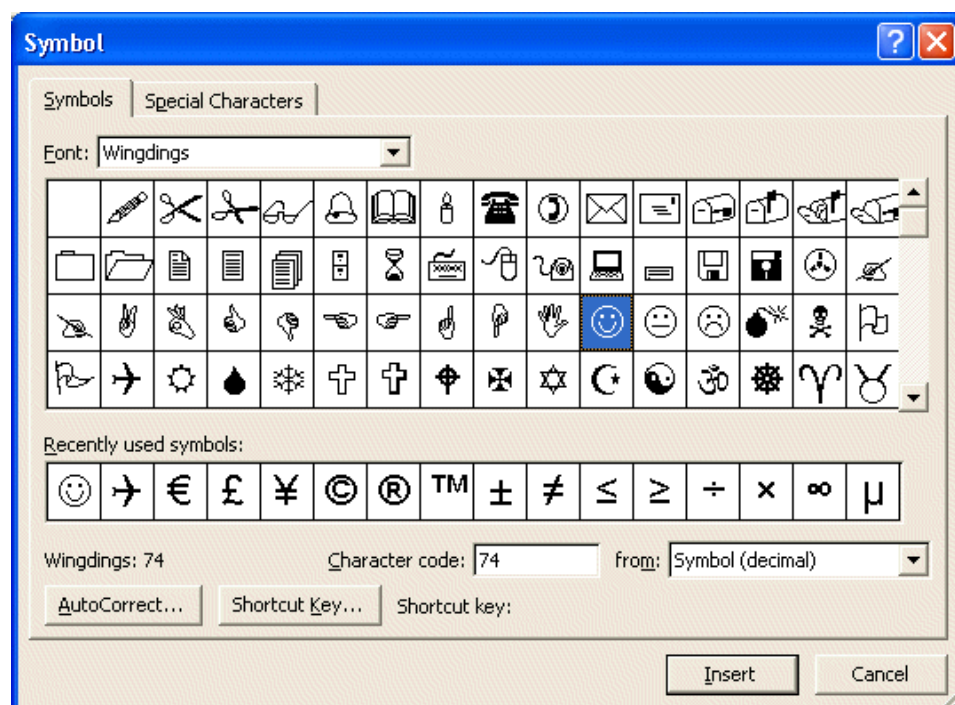 Symbol
Symbols Special Characters
Font: Wingdings
Recently used symbols:
€ £ ¥ © ® ™ ± ≠ ≤ ≥ ÷ × ∞ µ
Wingdings: 74 Character code: 74 from: Symbol (decimal)
AutoCorrect... Shortcut Key... Shortcut key:
Insert Cancel